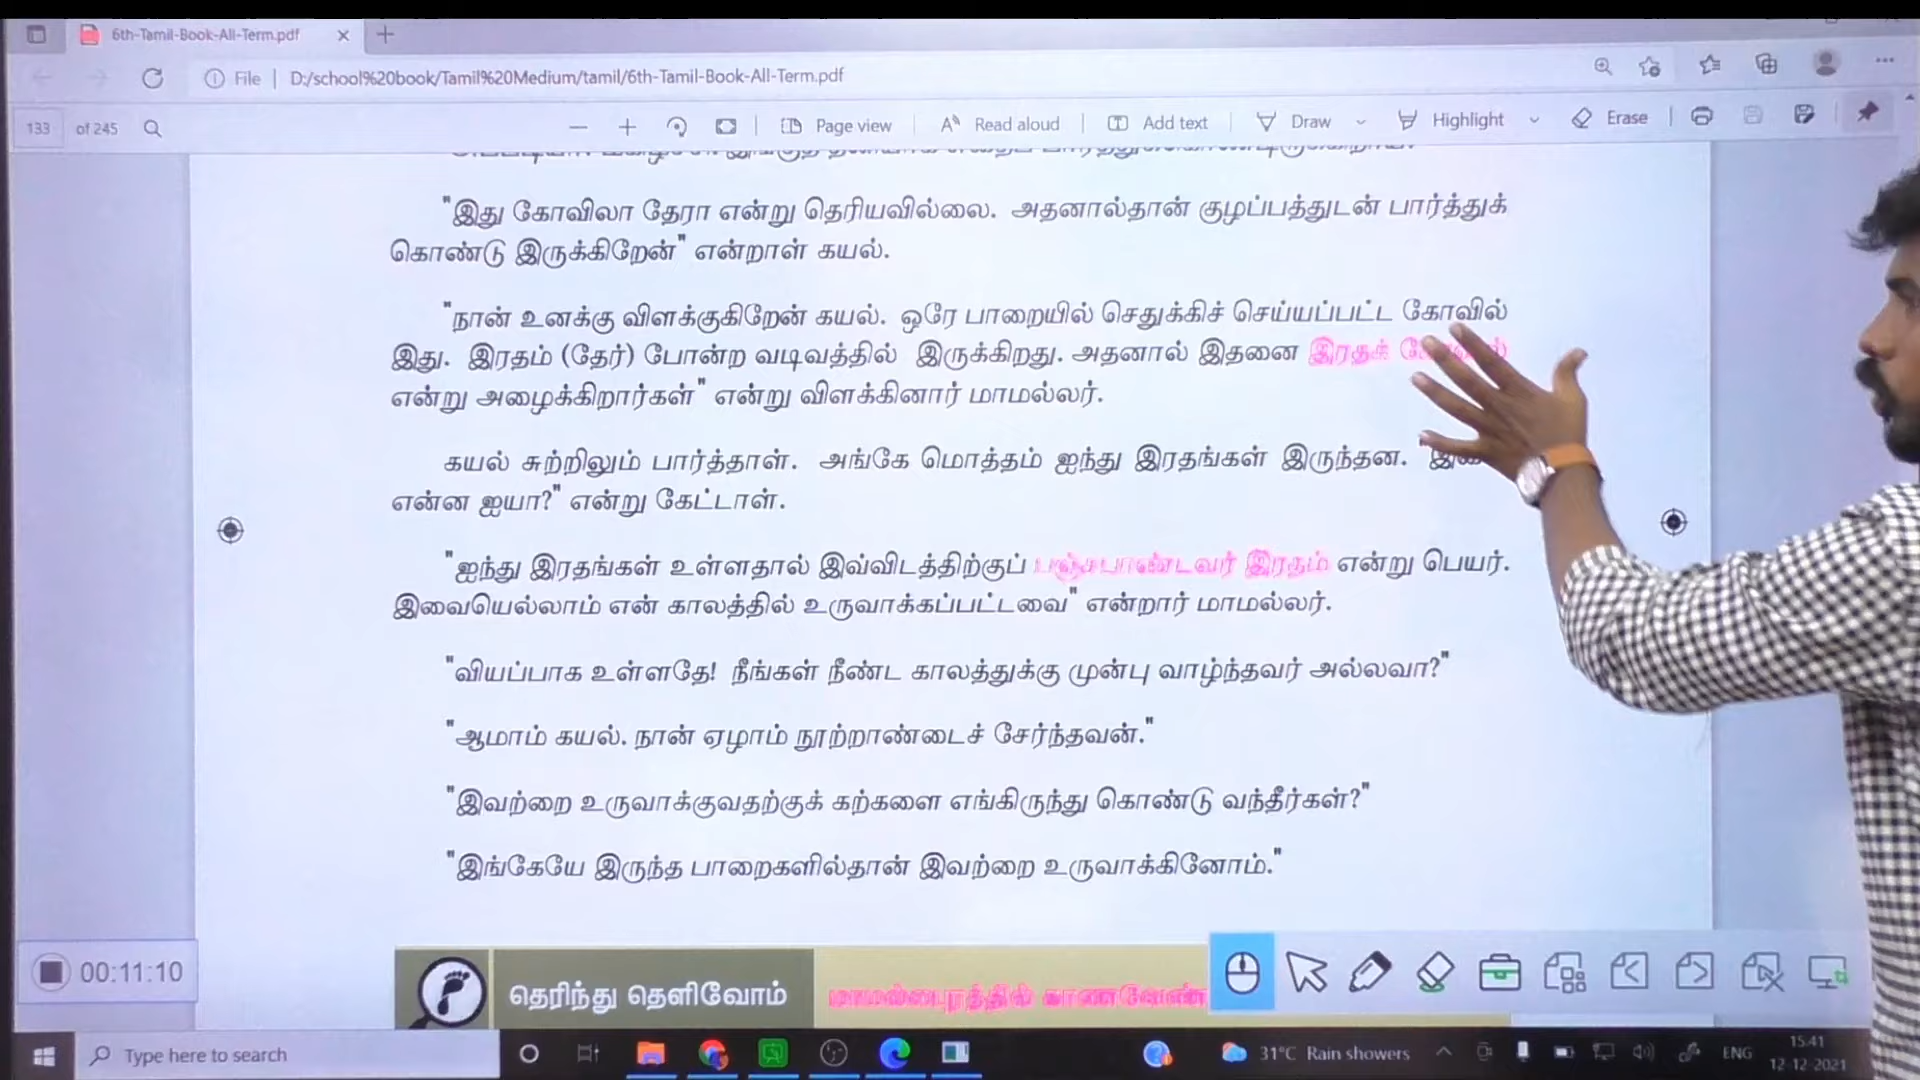 6th-Tamil-Book-All-Term.pdf
File D:/school%20book/Tamil%20Medium/tamil/6th-Tamil-Book-All-Term.pdf
133 of 245 Page view Read aloud Add text Draw Highlight Erase
"இது கோவிலா தேரா என்று தெரியவில்லை. அதனால்தான் குழப்பத்துடன் பார்த்துக்
கொண்டு இருக்கிறேன்" என்றாள் கயல்.
"நான் உனக்கு விளக்குகிறேன் கயல். ஒரே பாறையில் செதுக்கிச் செய்யப்பட்ட கோவில்
இது. இரதம் (தேர்) போன்ற வடிவத்தில் இருக்கிறது. அதனால் இதனை இரதக்
என்று அழைக்கிறார்கள்" என்று விளக்கினார் மாமல்லர்.
கயல் சுற்றிலும் பார்த்தாள். அங்கே மொத்தம் ஐந்து இரதங்கள் இருந்தன.
என்ன ஐயா?" என்று கேட்டாள்.
"ஐந்து இரதங்கள் உள்ளதால் இவ்விடத்திற்குப் பஞ்சபாண்டவர் இரதம் என்று பெயர்.
இவையெல்லாம் என் காலத்தில் உருவாக்கப்பட்டவை" என்றார் மாமல்லர்.
"வியப்பாக உள்ளதே! நீங்கள் நீண்ட காலத்துக்கு முன்பு வாழ்ந்தவர் அல்லவா?"
"ஆமாம் கயல். நான் ஏழாம் நூற்றாண்டைச் சேர்ந்தவன்."
"இவற்றை உருவாக்குவதற்குக் கற்களை எங்கிருந்து கொண்டு வந்தீர்கள்?"
"இங்கேயே இருந்த பாறைகளில்தான் இவற்றை உருவாக்கினோம்."
00:11:10
தெரிந்து தெளிவோம் மாமல்லபுரத்தில் காணவேண்
Type here to search 31°C Rain showers ENG 15:41
12-12-2021